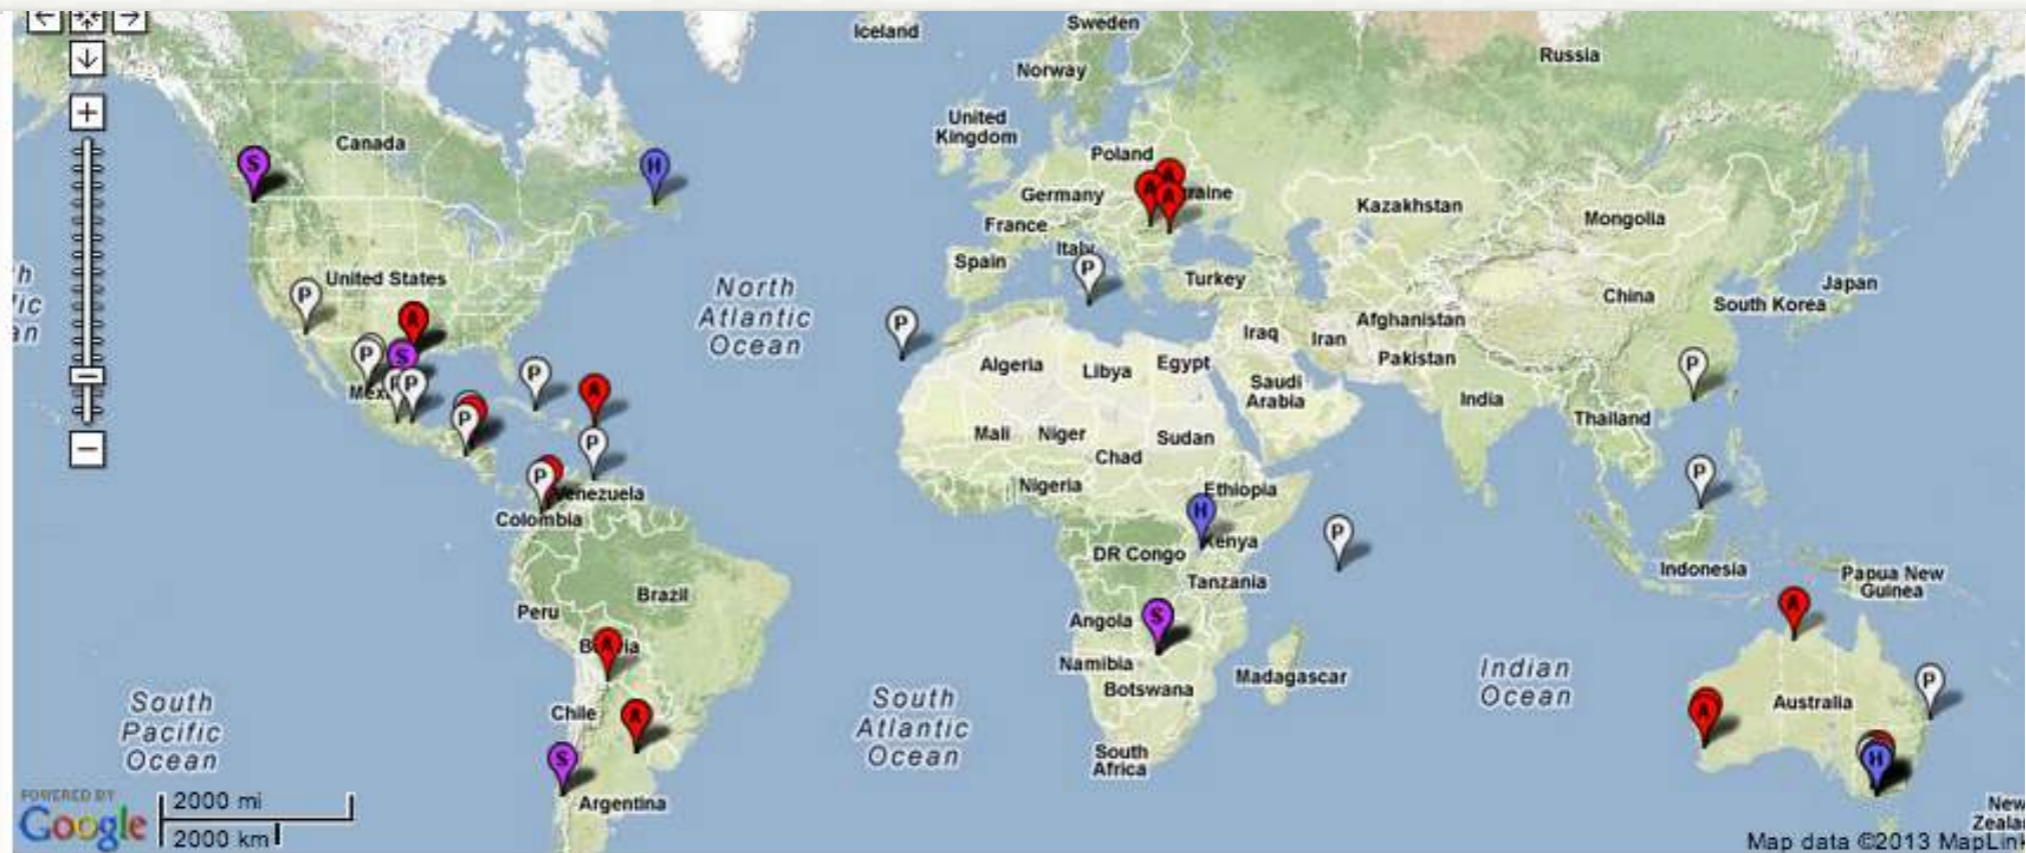 Iceland
Sweden
Norway
Russia
United
Kingdom
Canada
Poland
Germany
France
Kazakhstan
Mongolia
Italy
Spain
Turkey
United States
North
Atlantic
Ocean
China
Japan
South Korea
Iraq
Iran
Afghanistan
Pakistan
Algeria
Libya
Egypt
Saudi
Arabia
India
Thailand
Mali
Niger
Chad
Sudan
Nigeria
Ethiopia
Colombia
DR Congo
Kenya
Tanzania
Indonesia
Papua New
Guinea
Peru
Brazil
Angola
Namibia
Botswana
Madagascar
Indian
Ocean
Australia
Chile
South
Pacific
Ocean
South
Atlantic
Ocean
South
Africa
Argentina
S
H
A
A
A
P
P
P
A
P
S
P
P
P
A
P
P
P
P
P
P
H
P
S
A
A
S
A
A
P
H
POWERED BY
Google
2000 mi
2000 km
New
Map data ©2013 MapLink